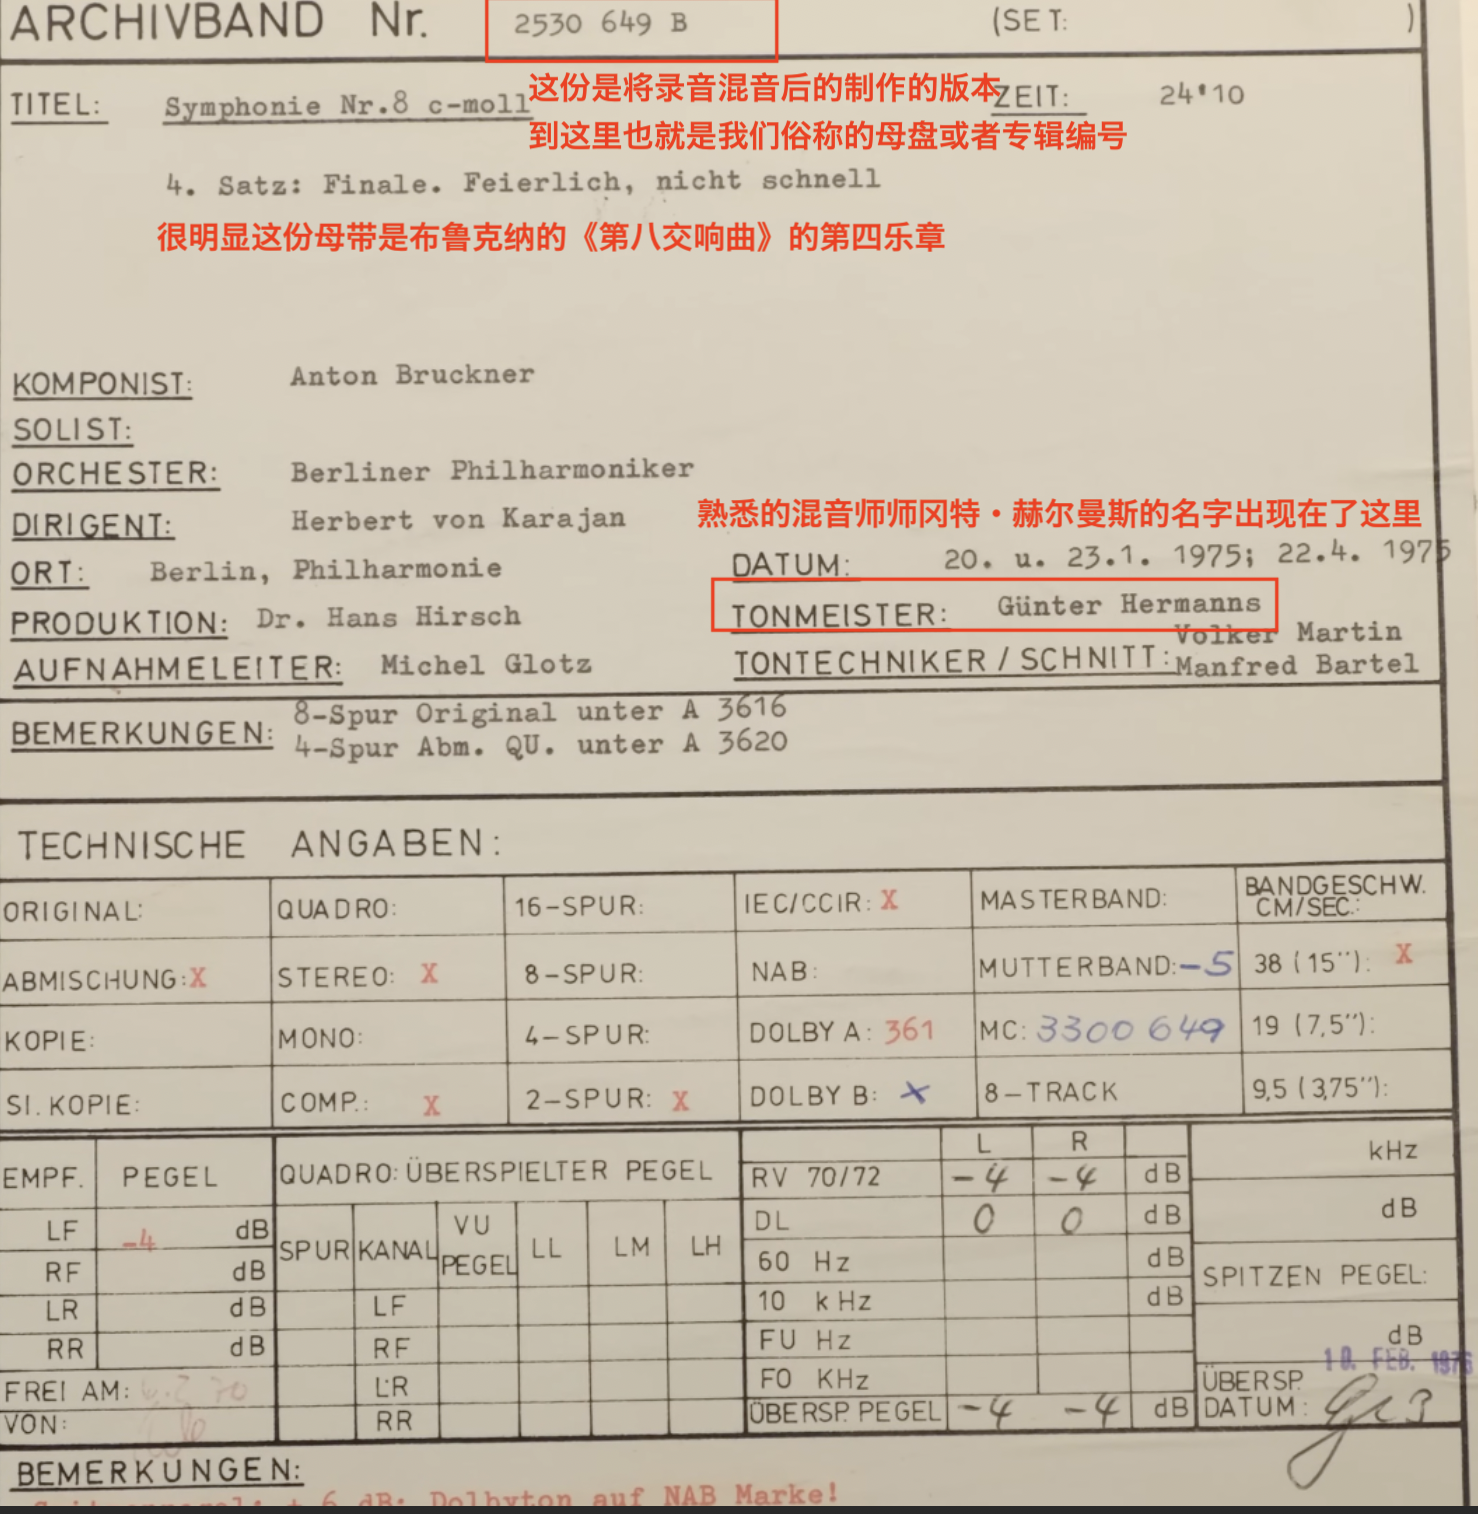 ARCHIVBAND Nr. 2530 649 B (SET: )
这份是将录音混音后的制作的版本
TITEL: Symphonie Nr.8 c-moll ZEIT: 24'10
到这里也就是我们俗称的母盘或者专辑编号
4. Satz: Finale. Feierlich, nicht schnell
很明显这份母带是布鲁克纳的《第八交响曲》的第四乐章
KOMPONIST: Anton Bruckner
SOLIST:
ORCHESTER: Berliner Philharmoniker
熟悉的混音师师冈特·赫尔曼斯的名字出现在了这里
DIRIGENT: Herbert von Karajan
ORT: Berlin, Philharmonie DATUM: 20. u. 23.1. 1975; 22.4. 1975
PRODUKTION: Dr. Hans Hirsch TONMEISTER: Günter Hermanns
Volker Martin
AUFNAHMELEITER: Michel Glotz TONTECHNIKER / SCHNITT: Manfred Bartel
8-Spur Original unter A 3616
BEMERKUNGEN: 4-Spur Abm. QU. unter A 3620
TECHNISCHE ANGABEN:
ORIGINAL: QUADRO: 16-SPUR: IEC/CCIR: X MASTERBAND: BANDGESCHW. CM/SEC.:
ABMISCHUNG: X STEREO: X 8-SPUR: NAB: MUTTERBAND: -5 38 (15"): X
KOPIE: MONO: 4-SPUR: DOLBY A: 361 MC: 3300 649 19 (7,5"):
SI. KOPIE: COMP.: X 2-SPUR: X DOLBY B: X 8-TRACK 9,5 (3,75"):
L R kHz
EMPF. PEGEL QUADRO: ÜBERSPIELTER PEGEL RV 70/72 -4 -4 dB
LF -4 dB SPUR KANAL VU PEGEL LL LM LH DL 0 0 dB dB
RF dB 60 Hz dB SPITZEN PEGEL:
LR dB LF 10 kHz dB
RR dB RF FU Hz dB
10. FEB. 1976
FREI AM: LR FO KHz ÜBERSP.
VON: RR ÜBERSP. PEGEL -4 -4 dB DATUM:
BEMERKUNGEN:
6 dB; Dolbyton auf NAB Marke!